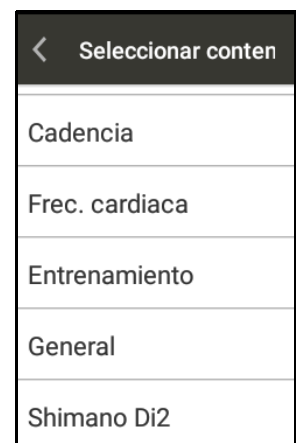 Seleccionar conten
Cadencia
Frec. cardiaca
Entrenamiento
General
Shimano Di2